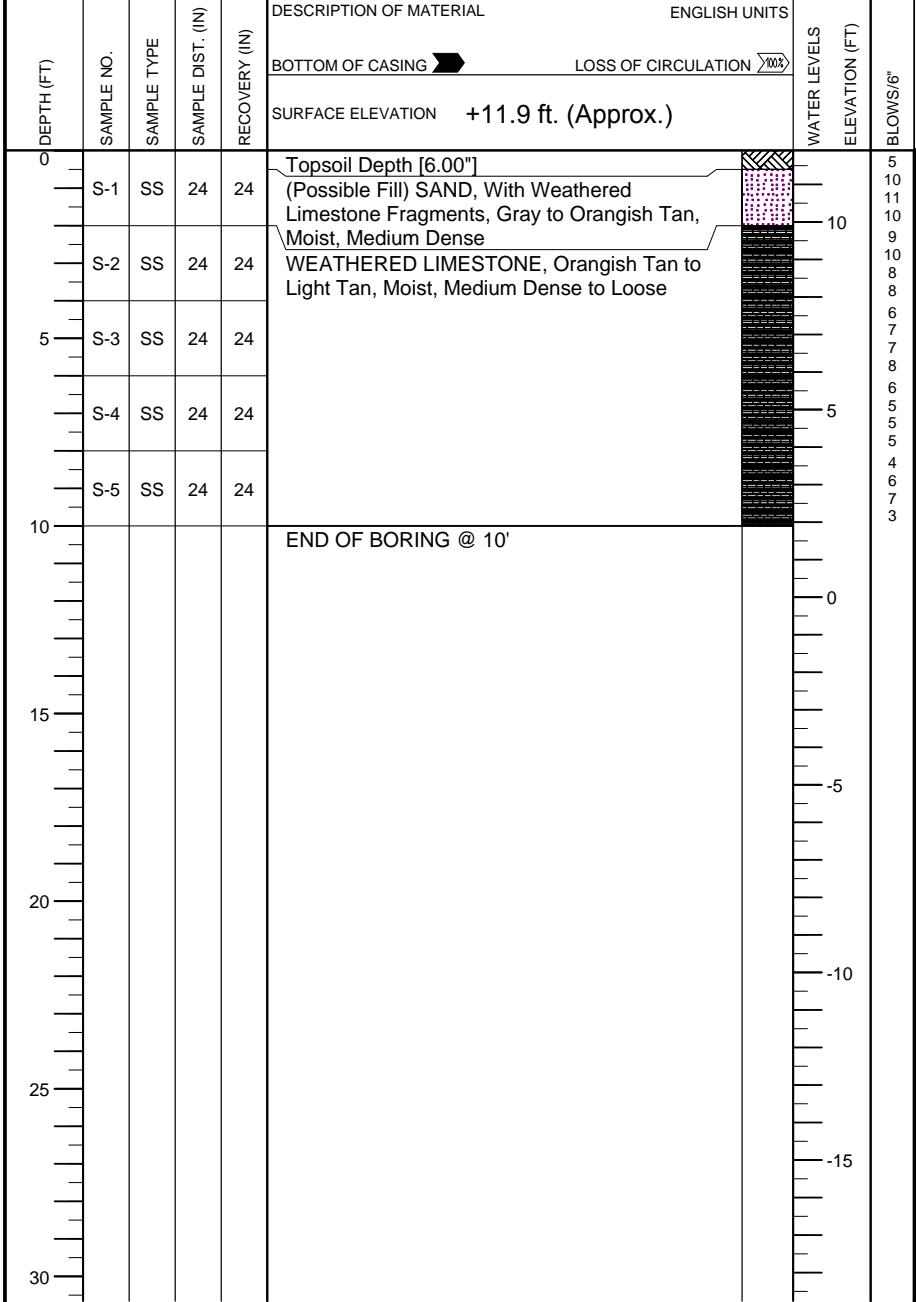 DEPTH (FT)
SAMPLE NO.
SAMPLE TYPE
SAMPLE DIST. (IN)
RECOVERY (IN)
DESCRIPTION OF MATERIAL ENGLISH UNITS
BOTTOM OF CASING LOSS OF CIRCULATION 100%
SURFACE ELEVATION +11.9 ft. (Approx.)
WATER LEVELS
ELEVATION (FT)
BLOWS/6"
0
5
10
15
20
25
30
S-1 SS 24 24
S-2 SS 24 24
S-3 SS 24 24
S-4 SS 24 24
S-5 SS 24 24
Topsoil Depth [6.00"]
(Possible Fill) SAND, With Weathered
Limestone Fragments, Gray to Orangish Tan,
Moist, Medium Dense
WEATHERED LIMESTONE, Orangish Tan to
Light Tan, Moist, Medium Dense to Loose
END OF BORING @ 10'
10
5
0
-5
-10
-15
5
10
11
10
9
10
8
8
6
7
7
8
6
5
5
5
4
6
7
3